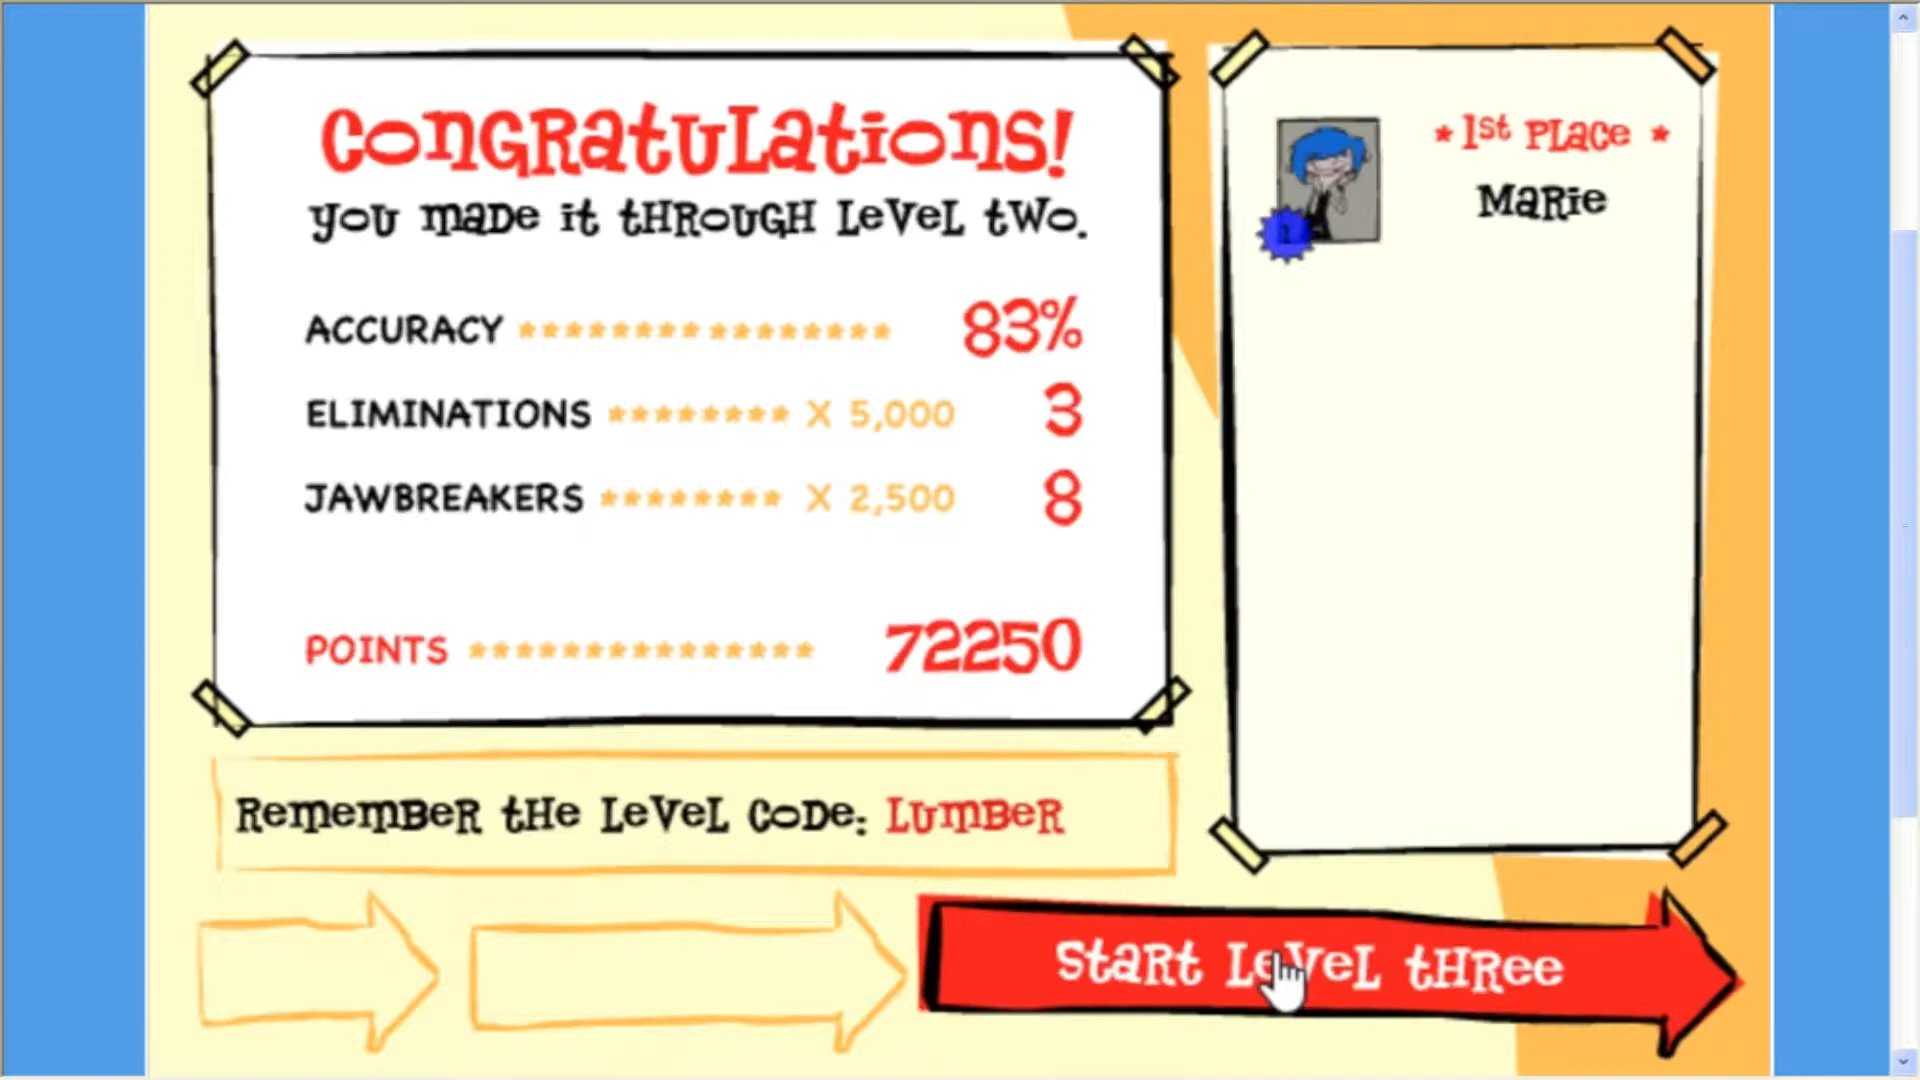 Congratulations!
you made it through level two.
ACCURACY **************** 83%
ELIMINATIONS ******** X 5,000 3
JAWBREAKERS ******** X 2,500 8
POINTS *************** 72250
Remember the level code: Lumber
Start level three
* 1st place *
Marie
1